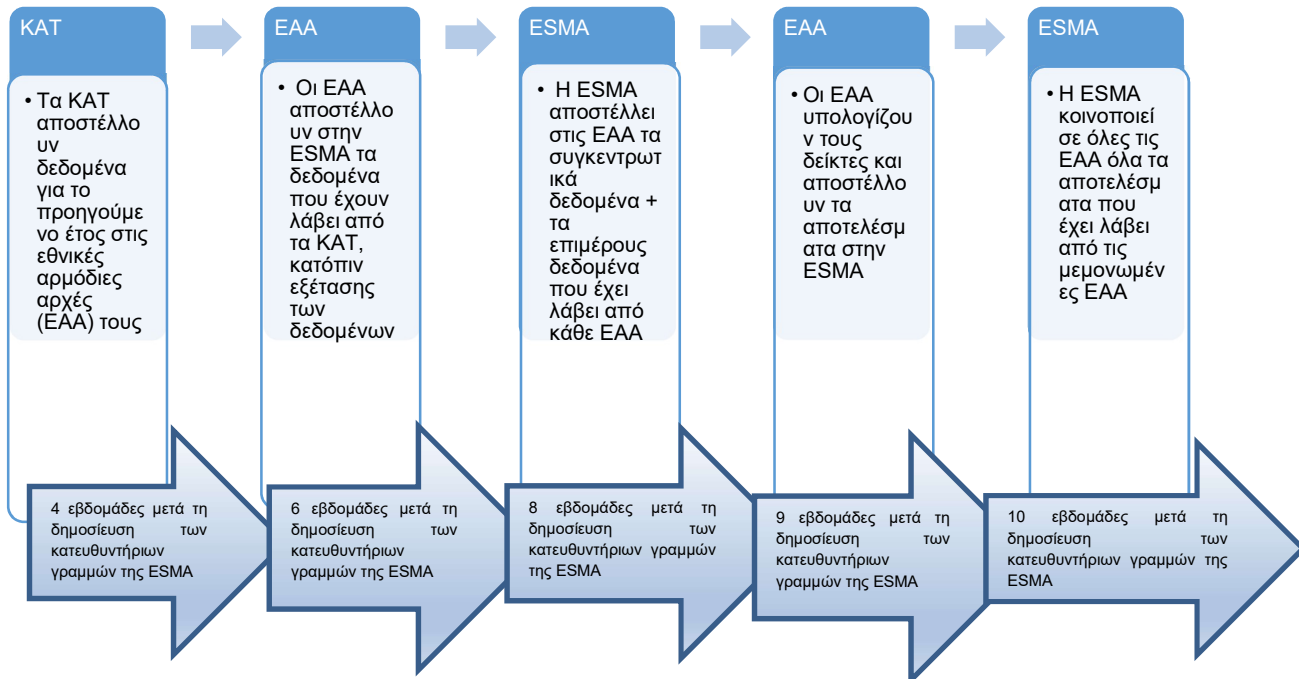 ΚΑΤ
• Τα ΚΑΤ
αποστέλλο
υν
δεδομένα
για το
προηγούμε
νο έτος στις
εθνικές
αρμόδιες
αρχές
(ΕΑΑ) τους
ΕΑΑ
• Οι ΕΑΑ
αποστέλλο
υν στην
ESMA τα
δεδομένα
που έχουν
λάβει από
τα ΚΑΤ,
κατόπιν
εξέτασης
των
δεδομένων
ESMA
• Η ESMA
αποστέλλει
στις ΕΑΑ τα
συγκεντρωτ
ικά
δεδομένα +
τα
επιμέρους
δεδομένα
που έχει
λάβει από
κάθε ΕΑΑ
ΕΑΑ
• Οι ΕΑΑ
υπολογίζου
ν τους
δείκτες και
αποστέλλο
υν τα
αποτελέσμ
ατα στην
ESMA
ESMA
• Η ESMA
κοινοποιεί
σε όλες τις
ΕΑΑ όλα τα
αποτελέσμ
ατα που
έχει λάβει
από τις
μεμονωμέν
ες ΕΑΑ
4 εβδομάδες μετά τη
δημοσίευση των
κατευθυντήριων
γραμμών της ESMA
6 εβδομάδες μετά τη
δημοσίευση των
κατευθυντήριων
γραμμών της ESMA
8 εβδομάδες μετά τη
δημοσίευση των
κατευθυντήριων γραμμών
της ESMA
9 εβδομάδες μετά τη
δημοσίευση των
κατευθυντήριων
γραμμών της ESMA
10 εβδομάδες μετά τη
δημοσίευση των
κατευθυντήριων γραμμών της
ESMA